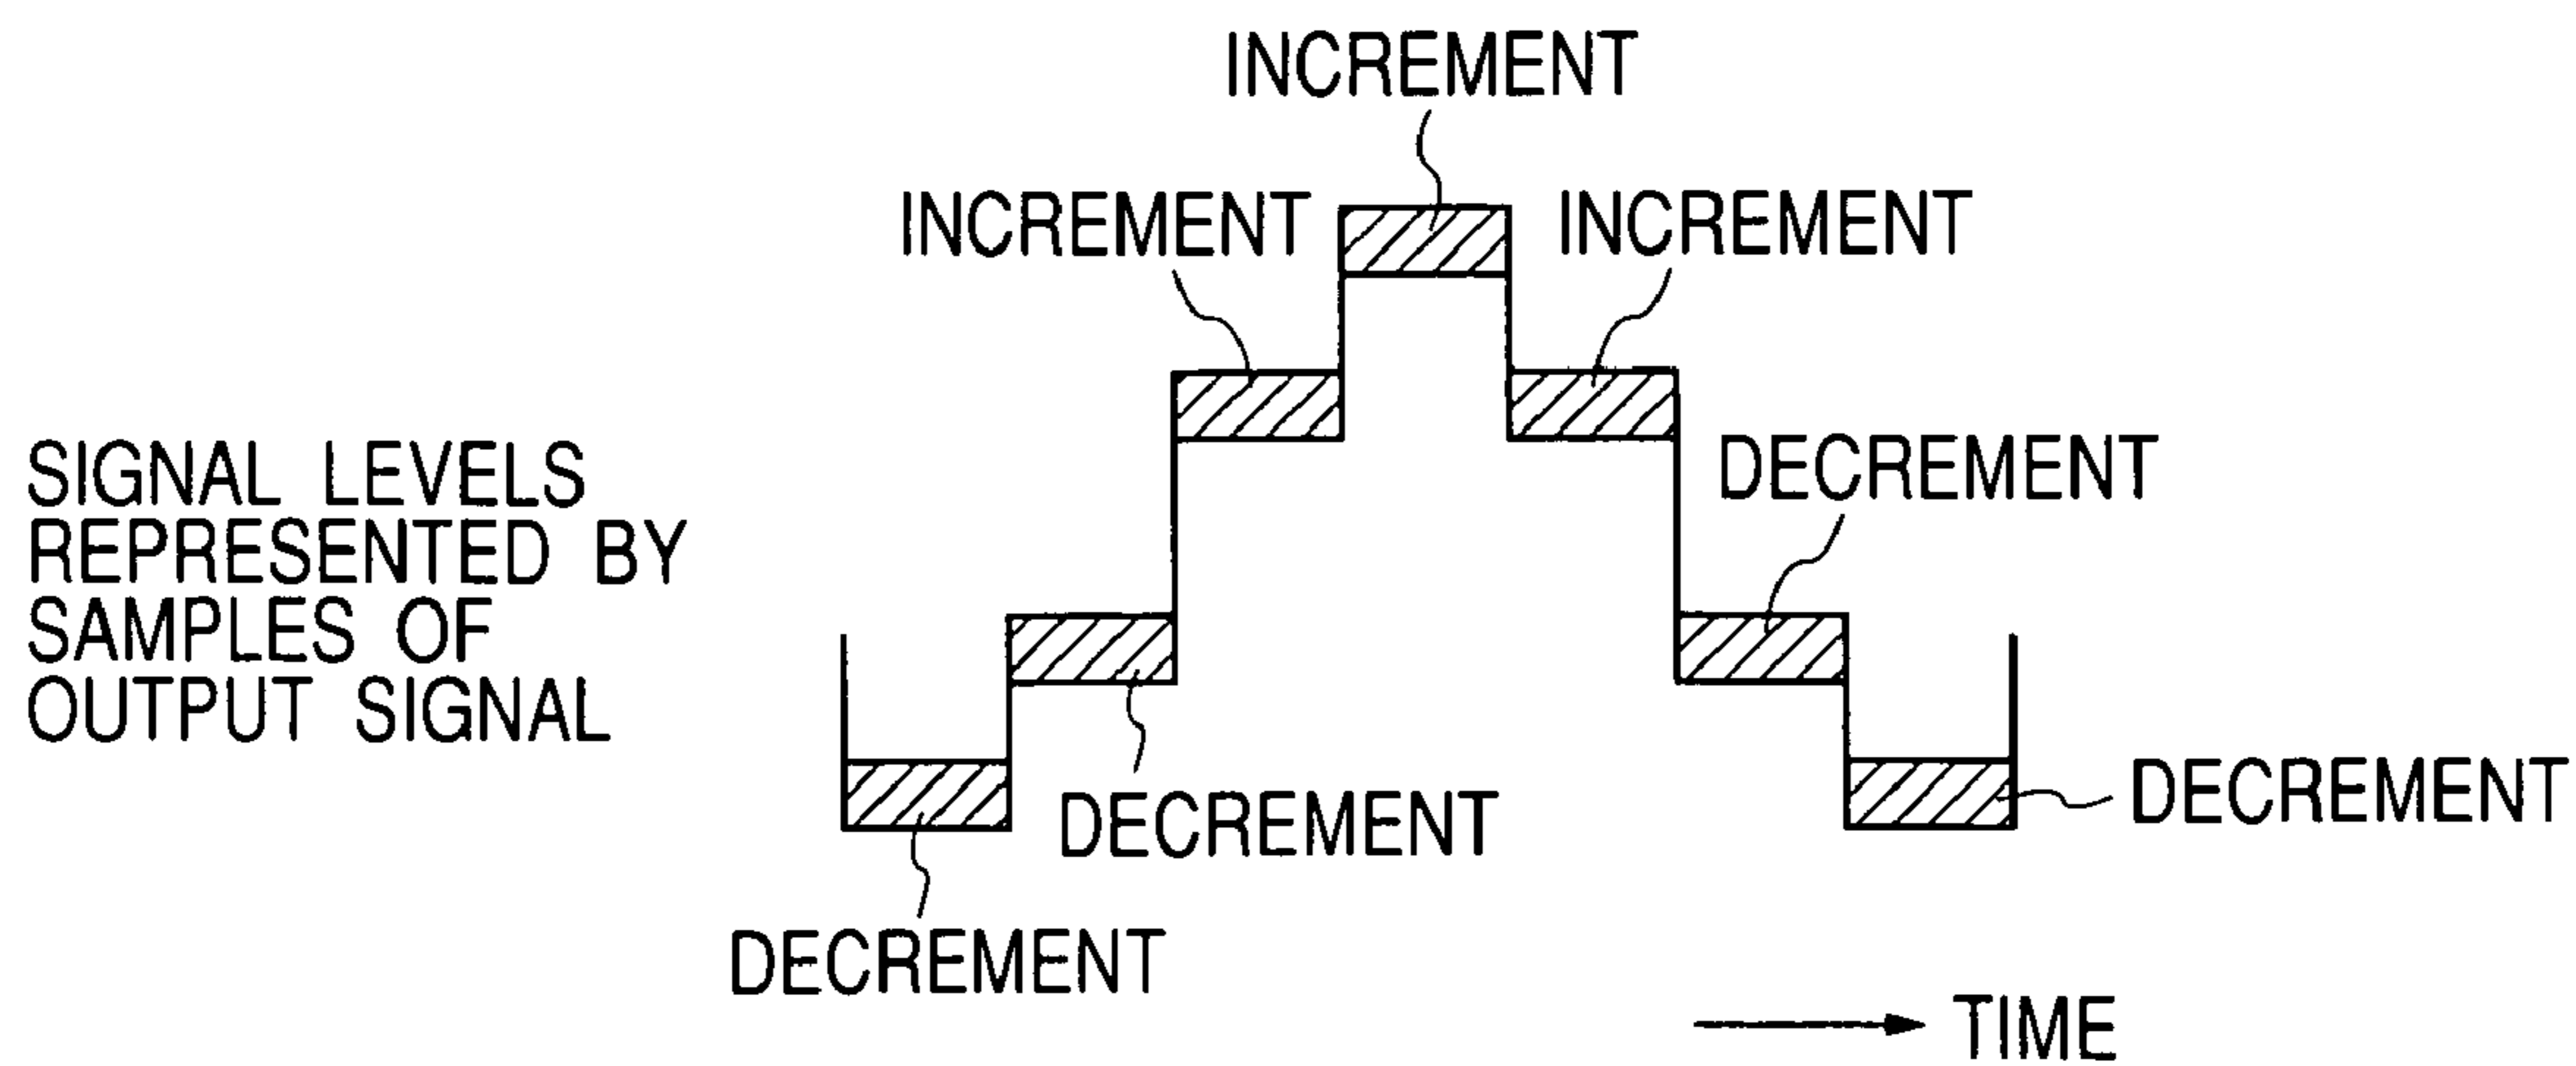 INCREMENT
INCREMENT
INCREMENT
DECREMENT
SIGNAL LEVELS
REPRESENTED BY
SAMPLES OF
OUTPUT SIGNAL
DECREMENT
DECREMENT
DECREMENT
TIME